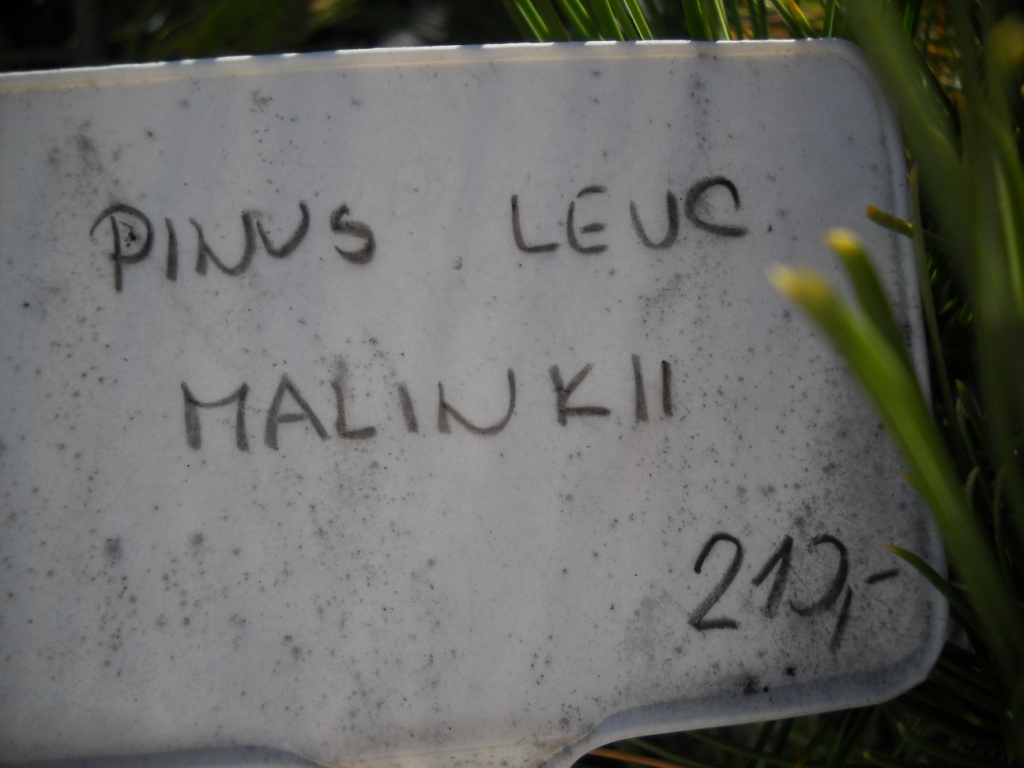 PINUS LEUC.
MALINKII
210,-